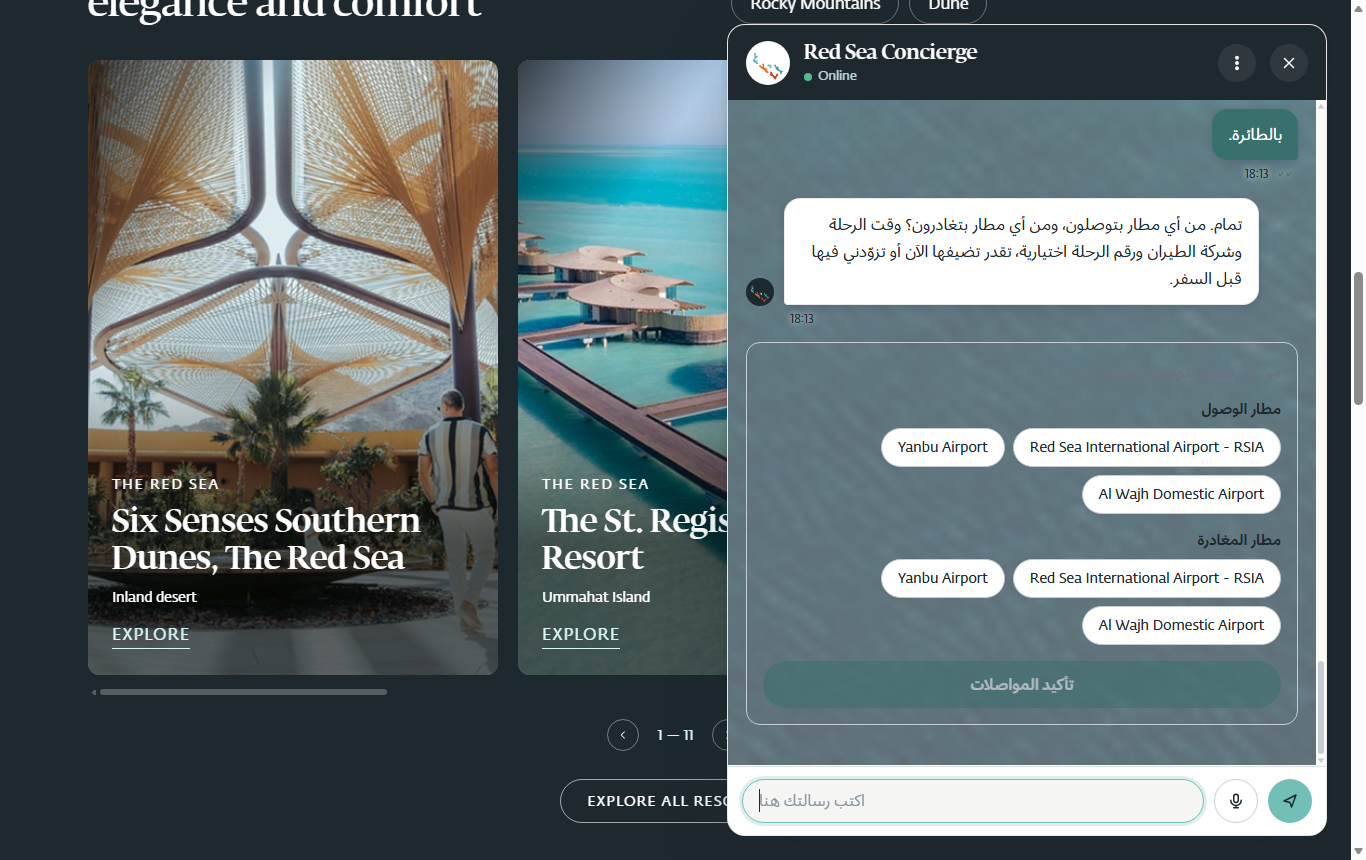 elegance and comfort
Rocky Mountains
Dune
THE RED SEA
Six Senses Southern
Dunes, The Red Sea
Inland desert
EXPLORE
THE RED SEA
The St. Regis
Resort
Ummahat Island
EXPLORE
1 — 11
EXPLORE ALL
Red Sea Concierge
Online
بالطائرة.
18:13
تمام. من أي مطار بتوصلون، ومن أي مطار بتغادرون؟ وقت الرحلة
وشركة الطيران ورقم الرحلة اختيارية، تقدر تضيفها الآن أو تزوّدني فيها
قبل السفر.
18:13
مطار الوصول
Red Sea International Airport - RSIA
Yanbu Airport
Al Wajh Domestic Airport
مطار المغادرة
Red Sea International Airport - RSIA
Yanbu Airport
Al Wajh Domestic Airport
تأكيد المواصلات
اكتب رسالتك هنا